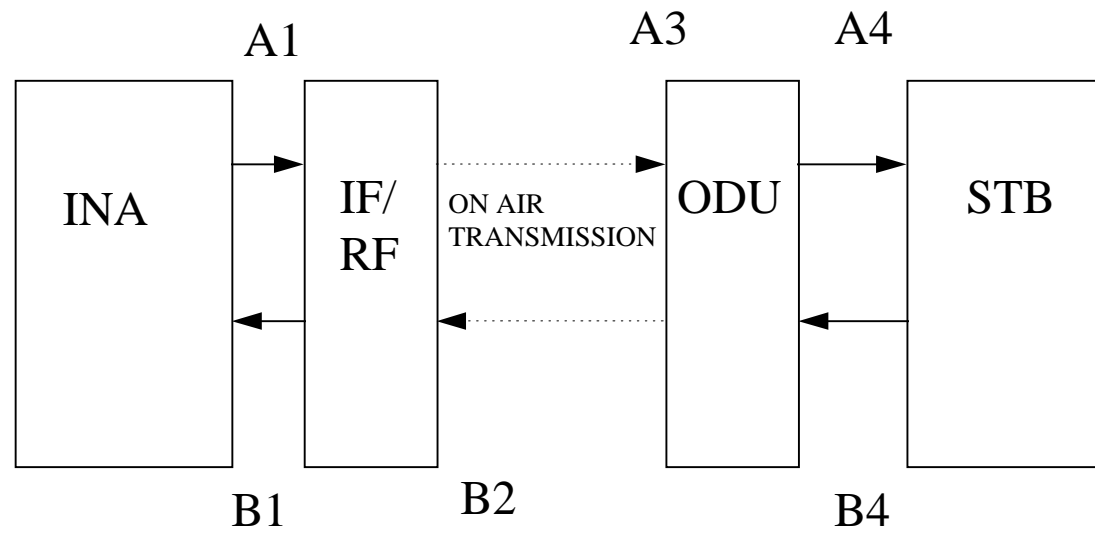 A1
A3
A4
INA
IF/
RF
ON AIR
TRANSMISSION
ODU
STB
B1
B2
B4